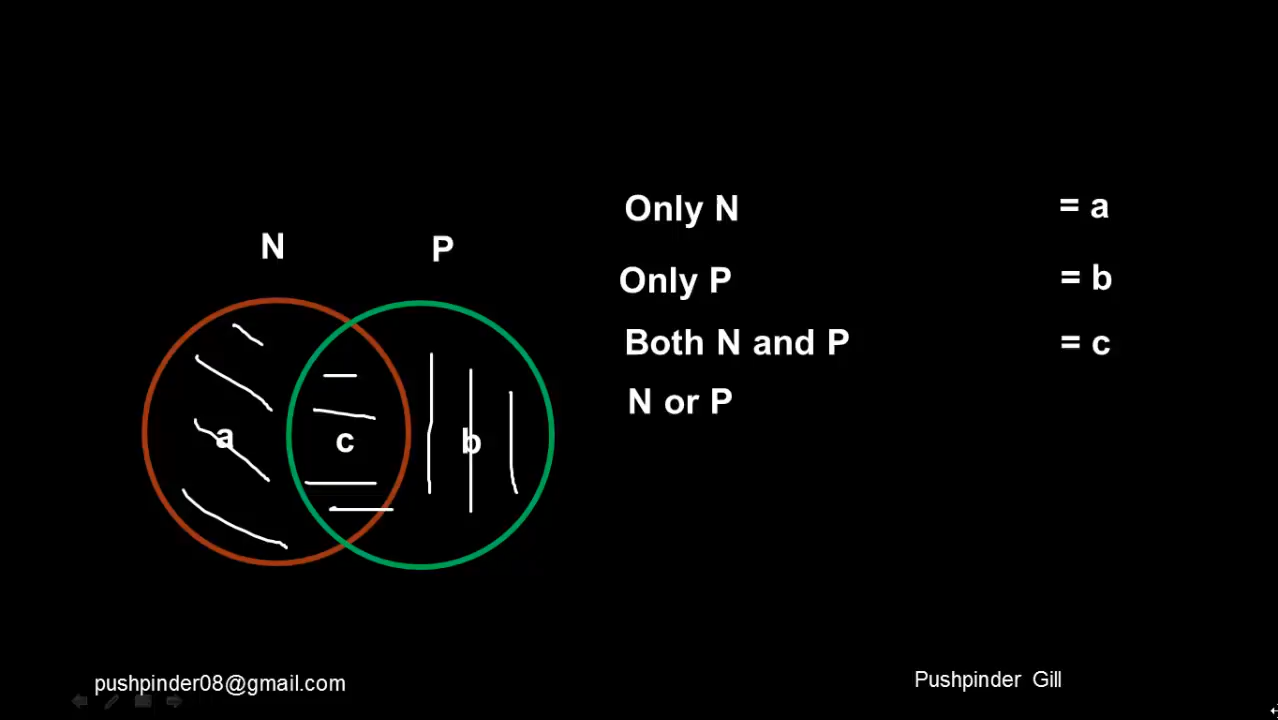 Only N = a
N P
Only P = b
Both N and P = c
N or P
a c b
pushpinder08@gmail.com
Pushpinder Gill